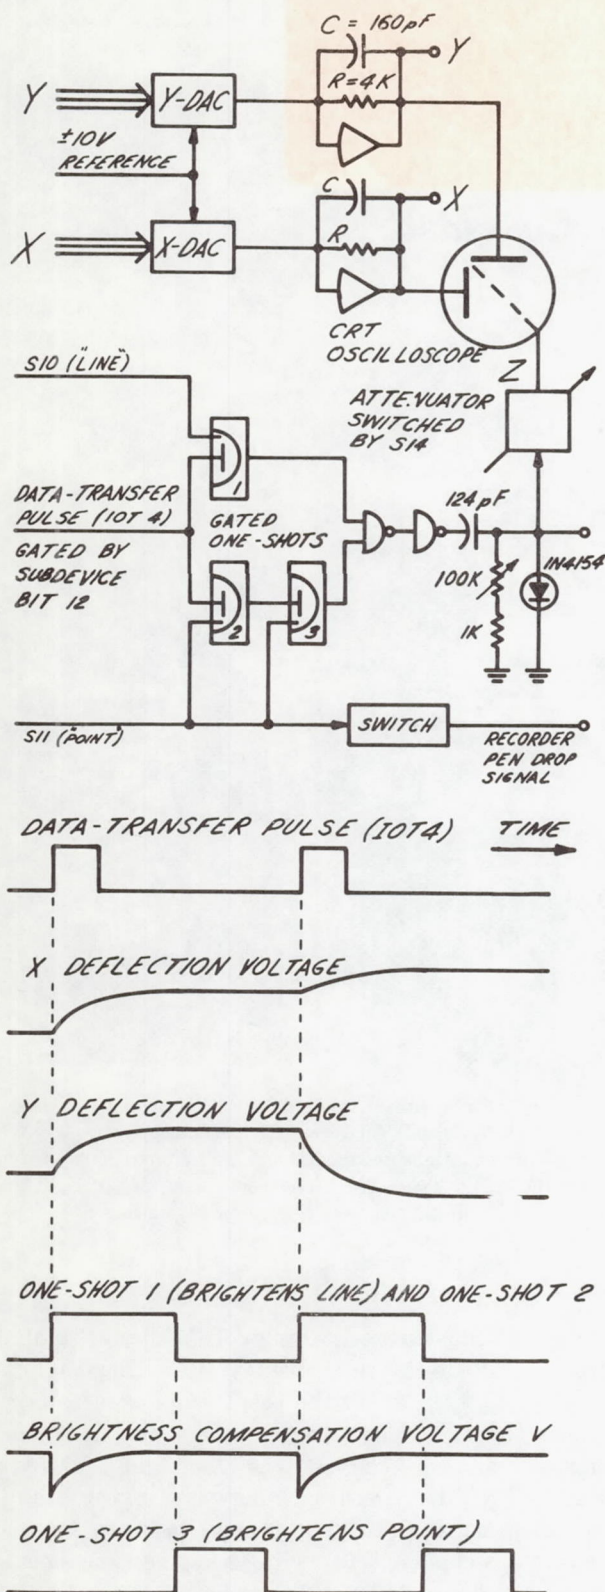 C = 160pF
Y
R=4K
Y
Y-DAC
±10V
REFERENCE
C
X
R
X
X-DAC
CRT
OSCILLOSCOPE
Z
S10 ("LINE")
ATTENUATOR
SWITCHED
BY S14
1
DATA-TRANSFER
PULSE (IOT 4)
GATED
ONE-SHOTS
124pF
GATED BY
SUBDEVICE
BIT 12
100K
1N4154
2
3
1K
S11 ("POINT")
SWITCH
RECORDER
PEN DROP
SIGNAL
DATA-TRANSFER PULSE (IOT4)
TIME
X DEFLECTION VOLTAGE
Y DEFLECTION VOLTAGE
ONE-SHOT 1 (BRIGHTENS LINE) AND ONE-SHOT 2
BRIGHTNESS COMPENSATION VOLTAGE V
ONE-SHOT 3 (BRIGHTENS POINT)